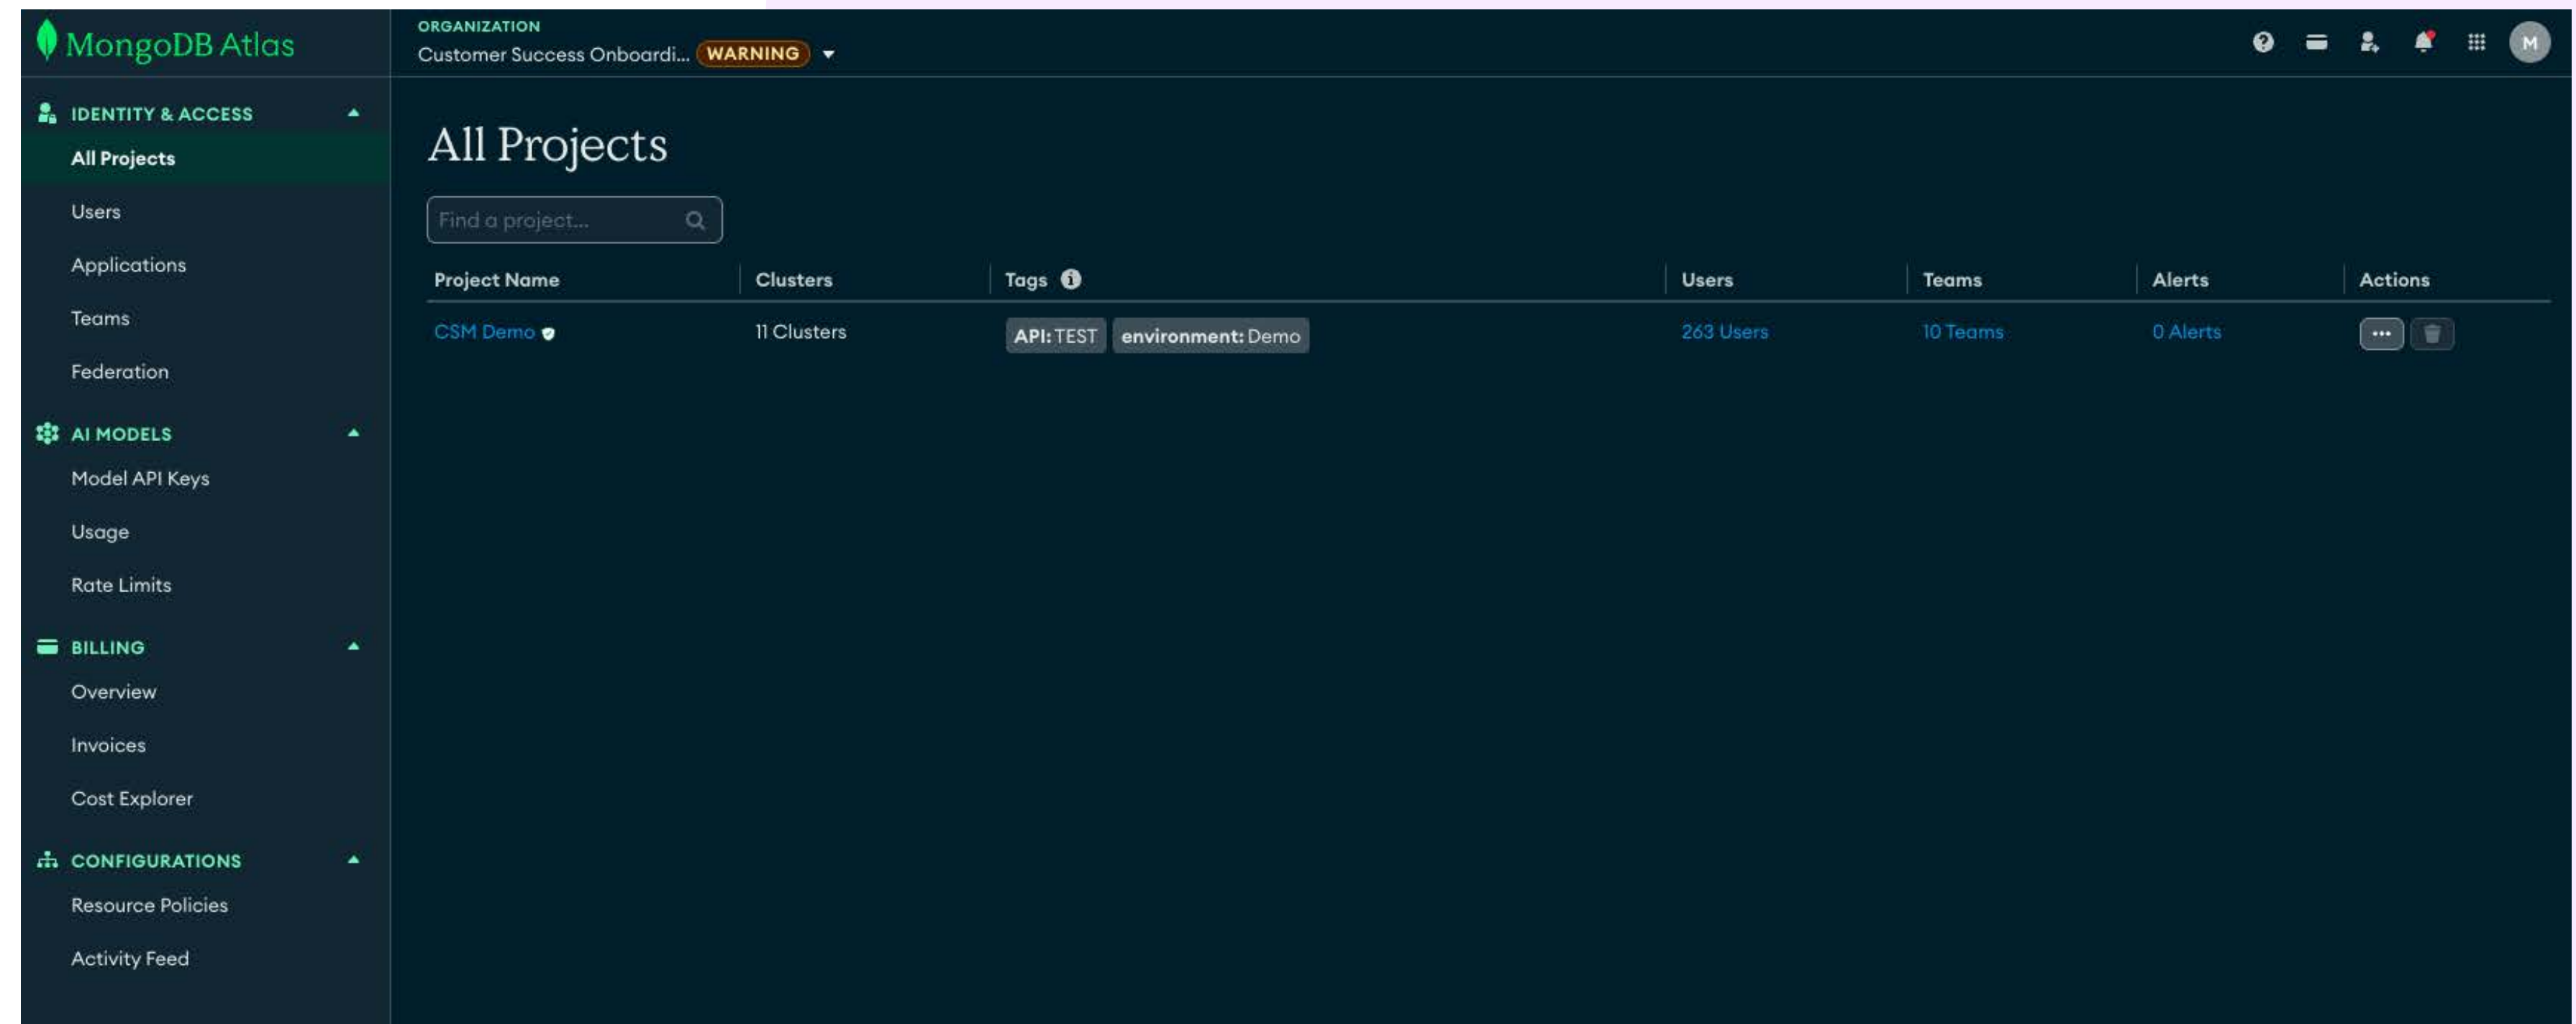 MongoDB Atlas
ORGANIZATION
Customer Success Onboardi... WARNING
M
IDENTITY & ACCESS
All Projects
Users
Applications
Teams
Federation
AI MODELS
Model API Keys
Usage
Rate Limits
BILLING
Overview
Invoices
Cost Explorer
CONFIGURATIONS
Resource Policies
Activity Feed
All Projects
Find a project...
Project Name Clusters Tags Users Teams Alerts Actions
CSM Demo 11 Clusters API: TEST environment: Demo 263 Users 10 Teams 0 Alerts